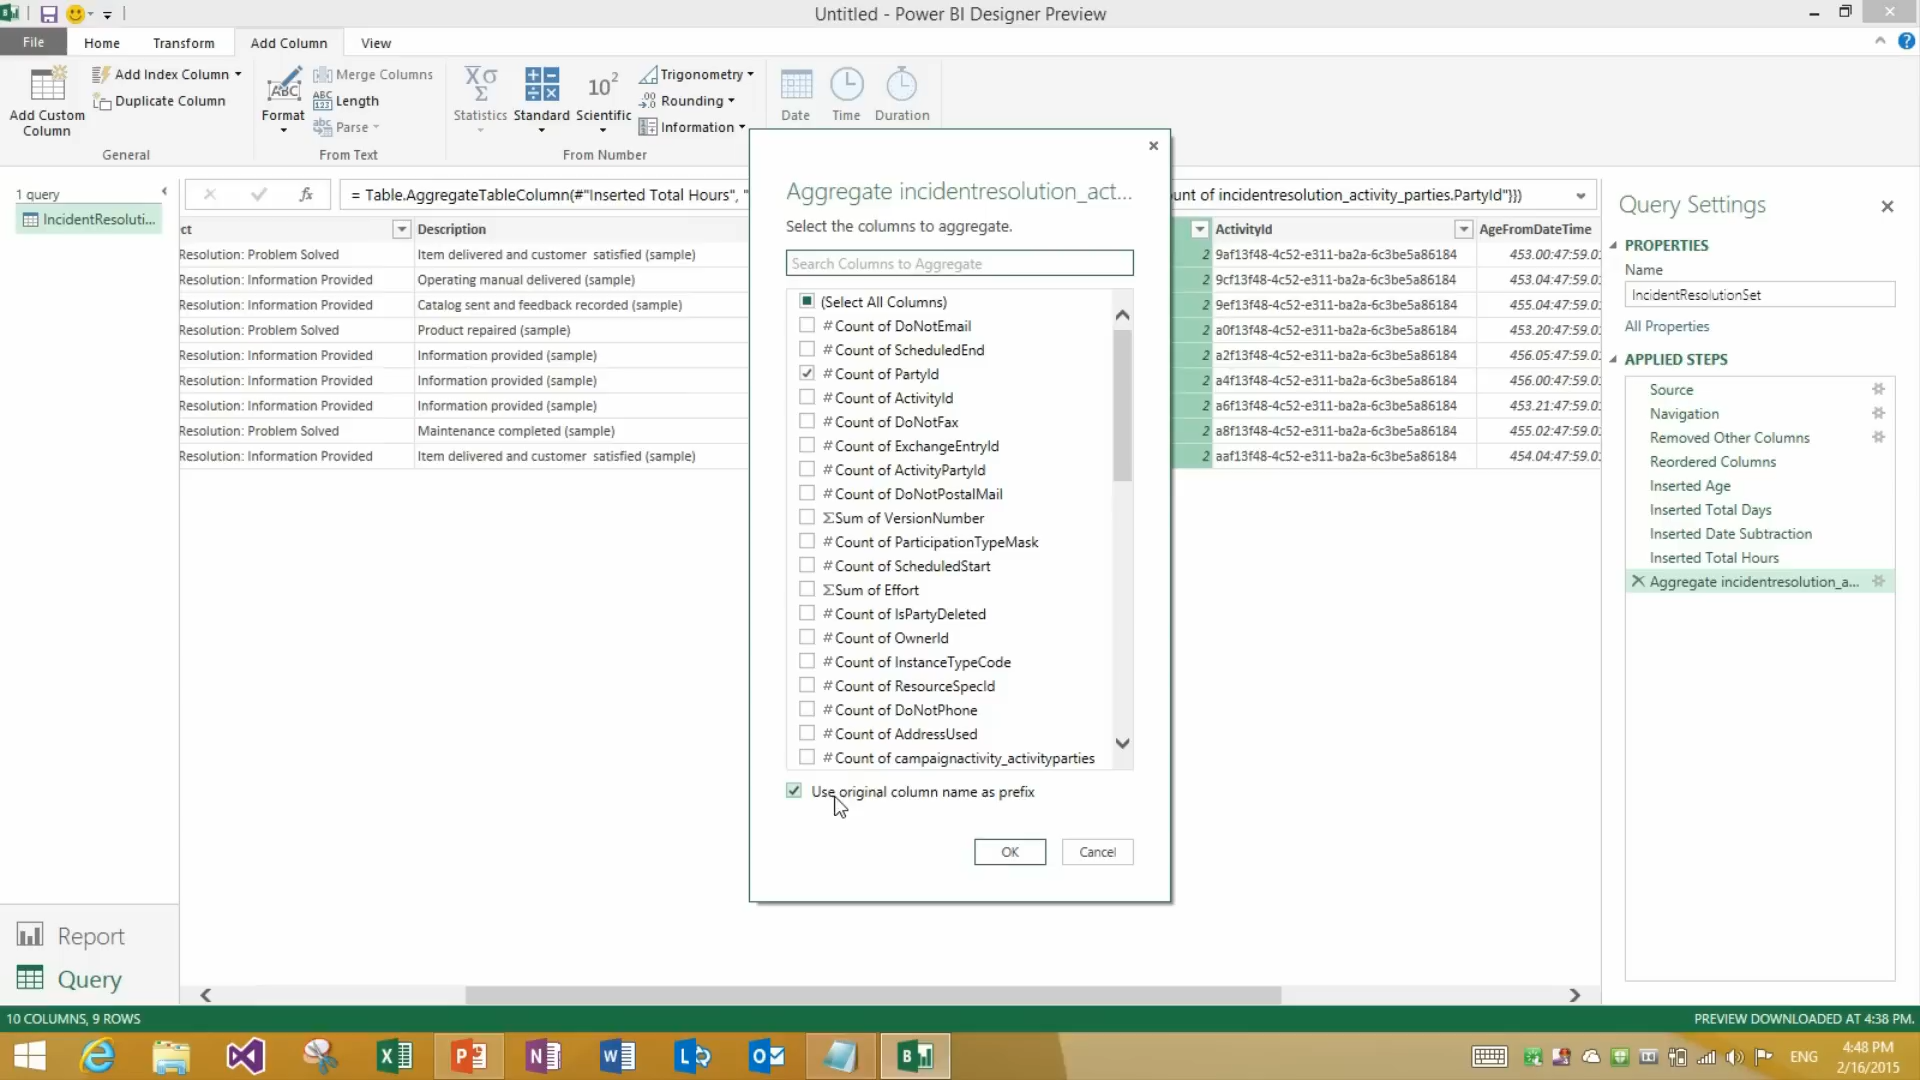 Untitled - Power BI Designer Preview
File
Home
Transform
Add Column
View
Add Custom Column
Add Index Column
Duplicate Column
General
Format
Merge Columns
Length
Parse
From Text
Statistics
Standard
Scientific
Trigonometry
Rounding
Information
From Number
Date
Time
Duration
1 query
IncidentResoluti...
= Table.AggregateTableColumn(#"Inserted Total Hours", "
unt of incidentresolution_activity_parties.PartyId"}})
ct
Description
ActivityId
AgeFromDateTime
Resolution: Problem Solved
Item delivered and customer satisfied (sample)
2
9af13f48-4c52-e311-ba2a-6c3be5a86184
453.00:47:59.0
Resolution: Information Provided
Operating manual delivered (sample)
2
9cf13f48-4c52-e311-ba2a-6c3be5a86184
453.04:47:59.0
Resolution: Information Provided
Catalog sent and feedback recorded (sample)
2
9ef13f48-4c52-e311-ba2a-6c3be5a86184
455.04:47:59.0
Resolution: Problem Solved
Product repaired (sample)
2
a0f13f48-4c52-e311-ba2a-6c3be5a86184
453.20:47:59.0
Resolution: Information Provided
Information provided (sample)
2
a2f13f48-4c52-e311-ba2a-6c3be5a86184
456.05:47:59.0
Resolution: Information Provided
Information provided (sample)
2
a4f13f48-4c52-e311-ba2a-6c3be5a86184
456.00:47:59.0
Resolution: Information Provided
Information provided (sample)
2
a6f13f48-4c52-e311-ba2a-6c3be5a86184
453.21:47:59.0
Resolution: Problem Solved
Maintenance completed (sample)
2
a8f13f48-4c52-e311-ba2a-6c3be5a86184
455.02:47:59.0
Resolution: Information Provided
Item delivered and customer satisfied (sample)
2
aaf13f48-4c52-e311-ba2a-6c3be5a86184
454.04:47:59.0
Aggregate incidentresolution_act...
Select the columns to aggregate.
Search Columns to Aggregate
(Select All Columns)
# Count of DoNotEmail
# Count of ScheduledEnd
# Count of PartyId
# Count of ActivityId
# Count of DoNotFax
# Count of ExchangeEntryId
# Count of ActivityPartyId
# Count of DoNotPostalMail
ΣSum of VersionNumber
# Count of ParticipationTypeMask
# Count of ScheduledStart
ΣSum of Effort
# Count of IsPartyDeleted
# Count of OwnerId
# Count of InstanceTypeCode
# Count of ResourceSpecId
# Count of DoNotPhone
# Count of AddressUsed
# Count of campaignactivity_activityparties
Use original column name as prefix
OK
Cancel
Query Settings
PROPERTIES
Name
IncidentResolutionSet
All Properties
APPLIED STEPS
Source
Navigation
Removed Other Columns
Reordered Columns
Inserted Age
Inserted Total Days
Inserted Date Subtraction
Inserted Total Hours
Aggregate incidentresolution_a...
Report
Query
10 COLUMNS, 9 ROWS
PREVIEW DOWNLOADED AT 4:38 PM.
ENG
4:48 PM
2/16/2015